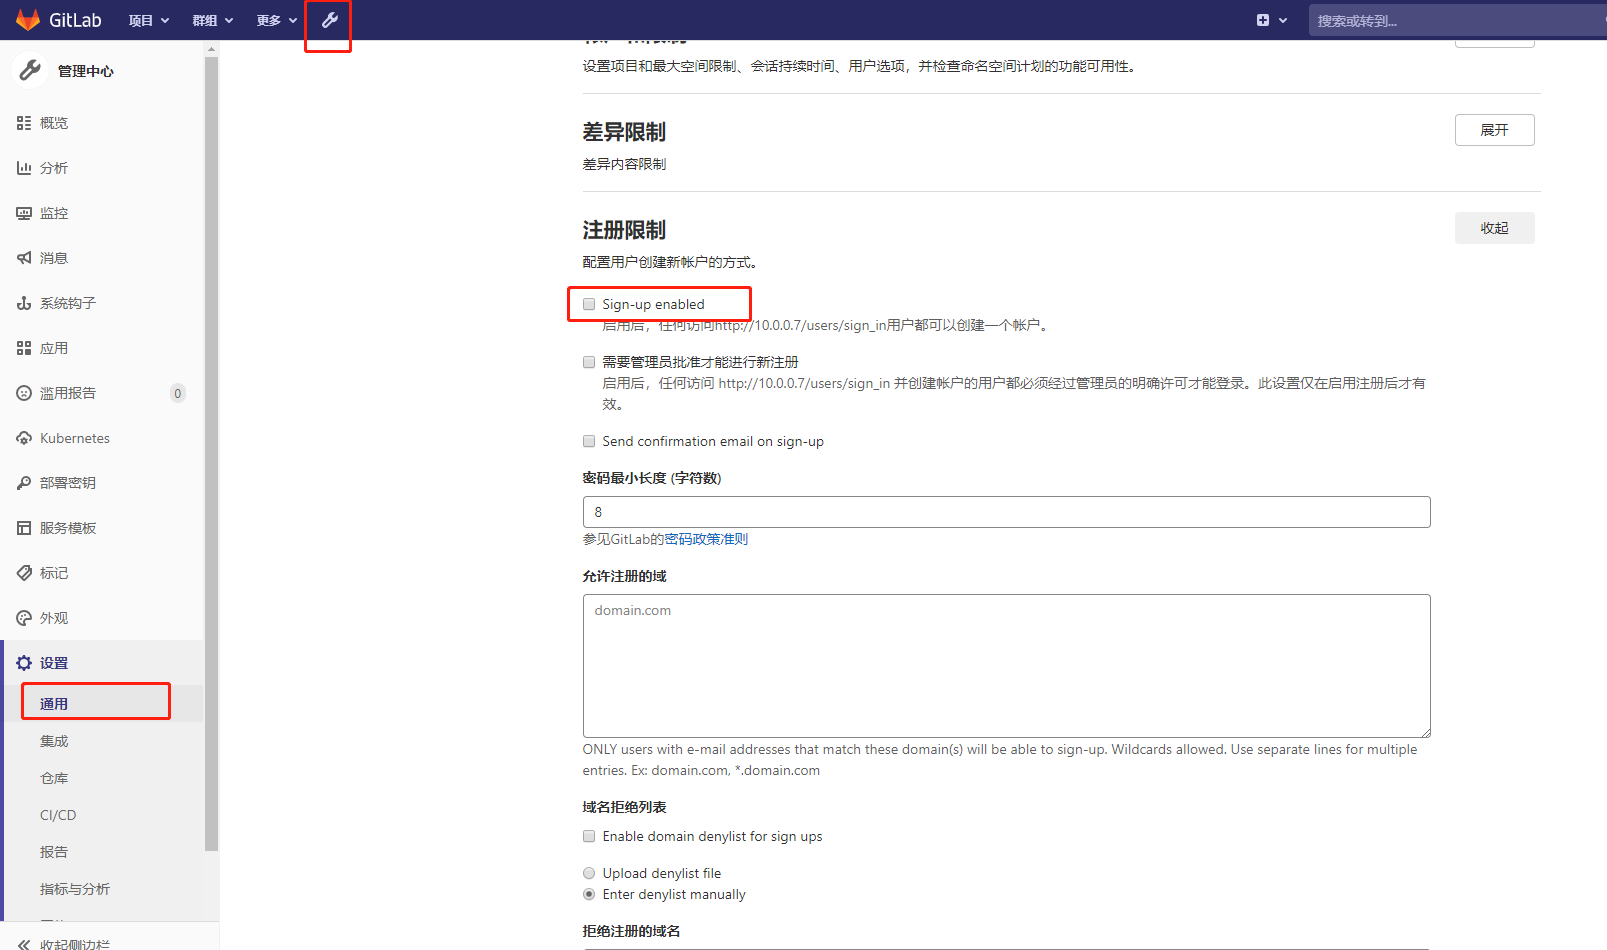 GitLab
项目
群组
更多
搜索或转到...
管理中心
概览
分析
监控
消息
系统钩子
应用
滥用报告 0
Kubernetes
部署密钥
服务模板
标记
外观
设置
通用
集成
仓库
CI/CD
报告
指标与分析
收起侧边栏
设置项目和最大空间限制、会话持续时间、用户选项，并检查命名空间计划的功能可用性。
差异限制
展开
差异内容限制
注册限制
收起
配置用户创建新帐户的方式。
Sign-up enabled
启用后，任何访问http://10.0.0.7/users/sign_in用户都可以创建一个帐户。
需要管理员批准才能进行新注册
启用后，任何访问 http://10.0.0.7/users/sign_in 并创建帐户的用户都必须经过管理员的明确许可才能登录。此设置仅在启用注册后才有
效。
Send confirmation email on sign-up
密码最小长度 (字符数)
8
参见GitLab的密码政策准则
允许注册的域
domain.com
ONLY users with e-mail addresses that match these domain(s) will be able to sign-up. Wildcards allowed. Use separate lines for multiple
entries. Ex: domain.com, *.domain.com
域名拒绝列表
Enable domain denylist for sign ups
Upload denylist file
Enter denylist manually
拒绝注册的域名